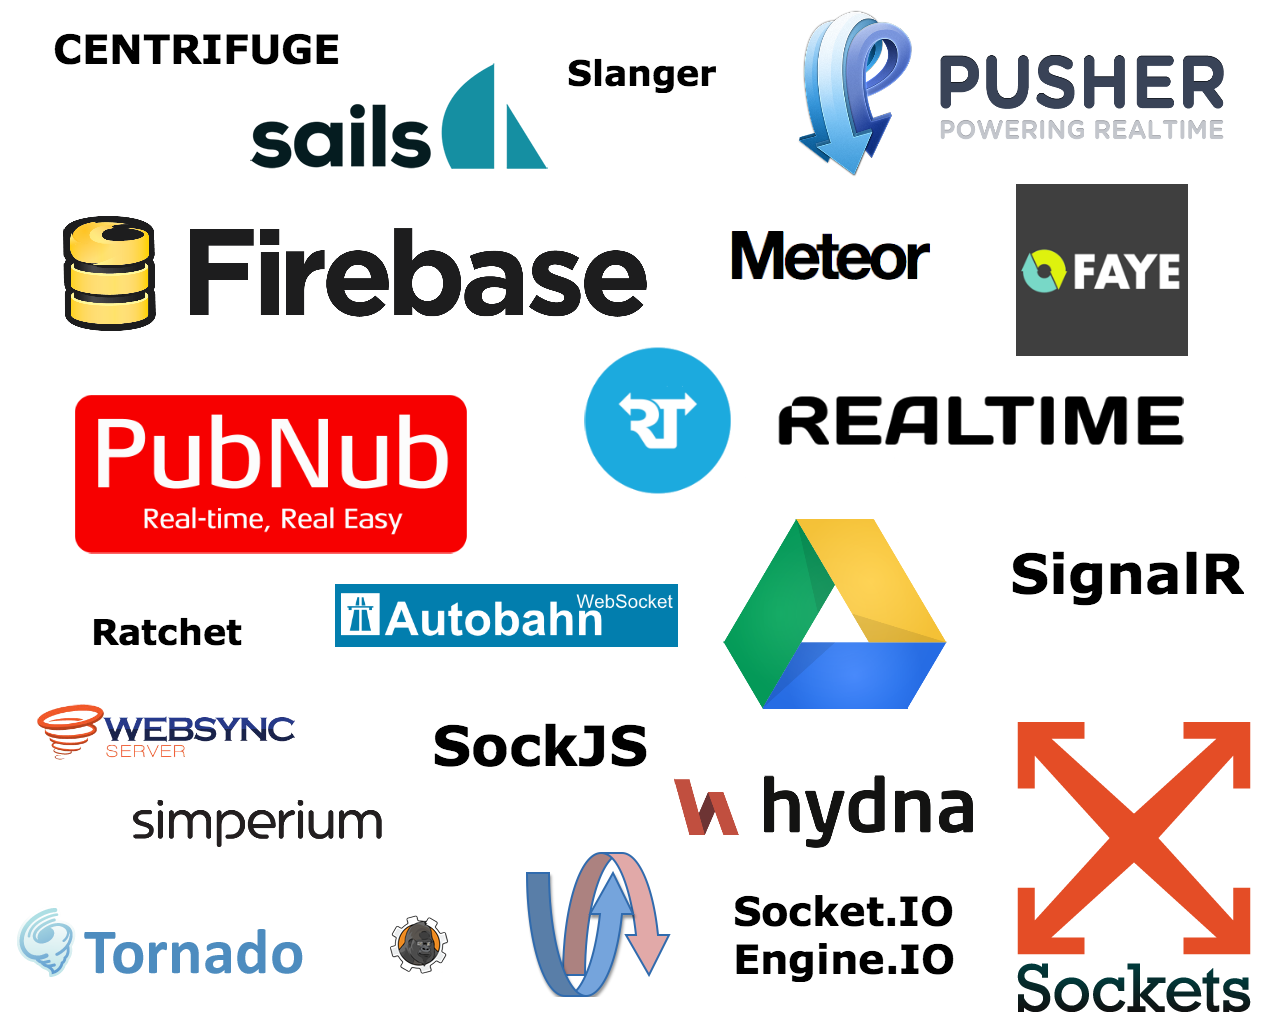 CENTRIFUGE
Slanger
sails
PUSHER
POWERING REALTIME
Firebase
Meteor
FAYE
PubNub
Real-time, Real Easy
RT
REALTIME
SignalR
Ratchet
Autobahn
WebSocket
WEBSYNC
SERVER
SockJS
simperium
hydna
Tornado
Socket.IO
Engine.IO
Sockets